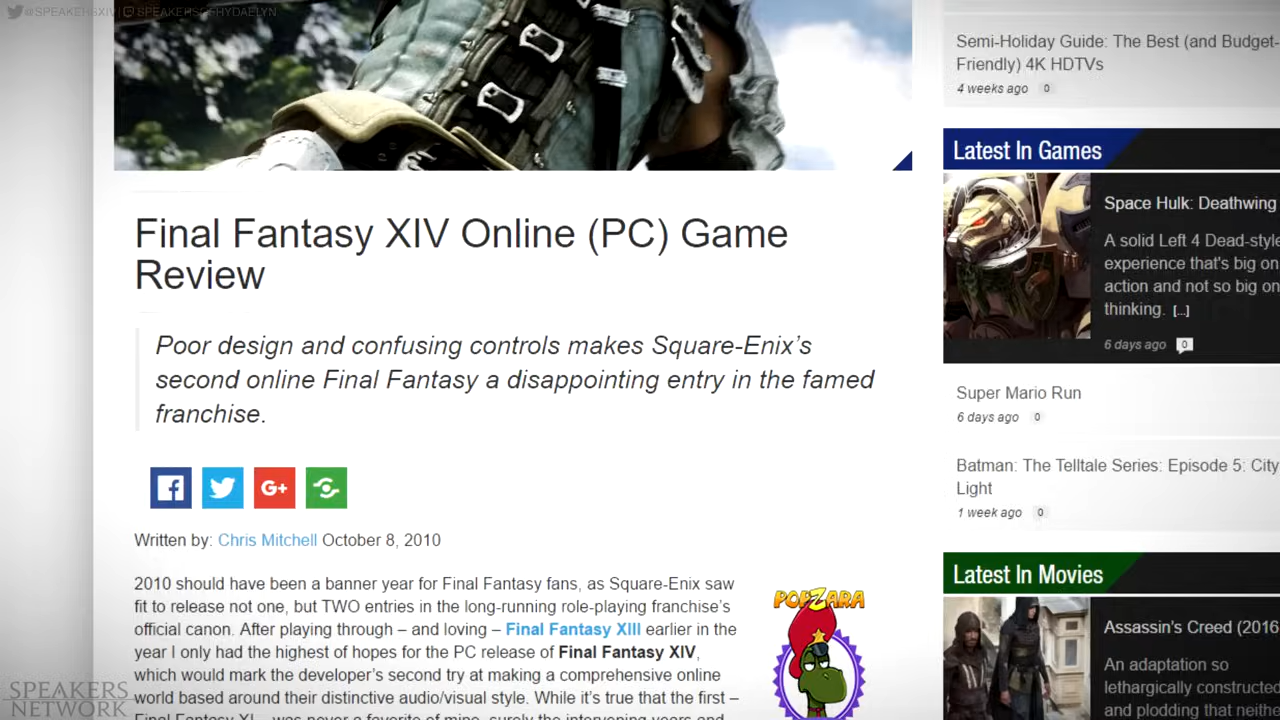 @SPEAKERSXIV | SPEAKERSOFHYDAELYN
Final Fantasy XIV Online (PC) Game
Review
Poor design and confusing controls makes Square-Enix's
second online Final Fantasy a disappointing entry in the famed
franchise.
G+
Written by: Chris Mitchell October 8, 2010
2010 should have been a banner year for Final Fantasy fans, as Square-Enix saw
fit to release not one, but TWO entries in the long-running role-playing franchise's
official canon. After playing through – and loving – Final Fantasy XIII earlier in the
year I only had the highest of hopes for the PC release of Final Fantasy XIV,
which would mark the developer's second try at making a comprehensive online
world based around their distinctive audio/visual style. While it's true that the first –
Final Fantasy XI – was never a favorite of mine, surely the intervening years and
POPZARA
Semi-Holiday Guide: The Best (and Budget-
Friendly) 4K HDTVs
4 weeks ago 0
Latest In Games
Space Hulk: Deathwing
A solid Left 4 Dead-style
experience that's big on
action and not so big on
thinking. [...]
6 days ago 0
Super Mario Run
6 days ago 0
Batman: The Telltale Series: Episode 5: City
Light
1 week ago 0
Latest In Movies
Assassin's Creed (2016
An adaptation so
lethargically constructed
and plodding that neithe
SPEAKERS
NETWORK